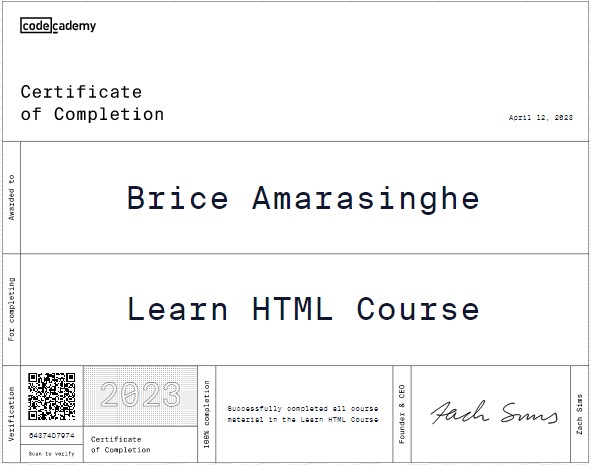 codecademy
Certificate
of Completion
April 12, 2023
Awarded to
Brice Amarasinghe
For completing
Learn HTML Course
Verification
64374D7974
Scan to verify
2023
Certificate
of Completion
100% completion
Successfully completed all course
material in the Learn HTML Course
Founder & CEO
Zach Sims
Zach Sims